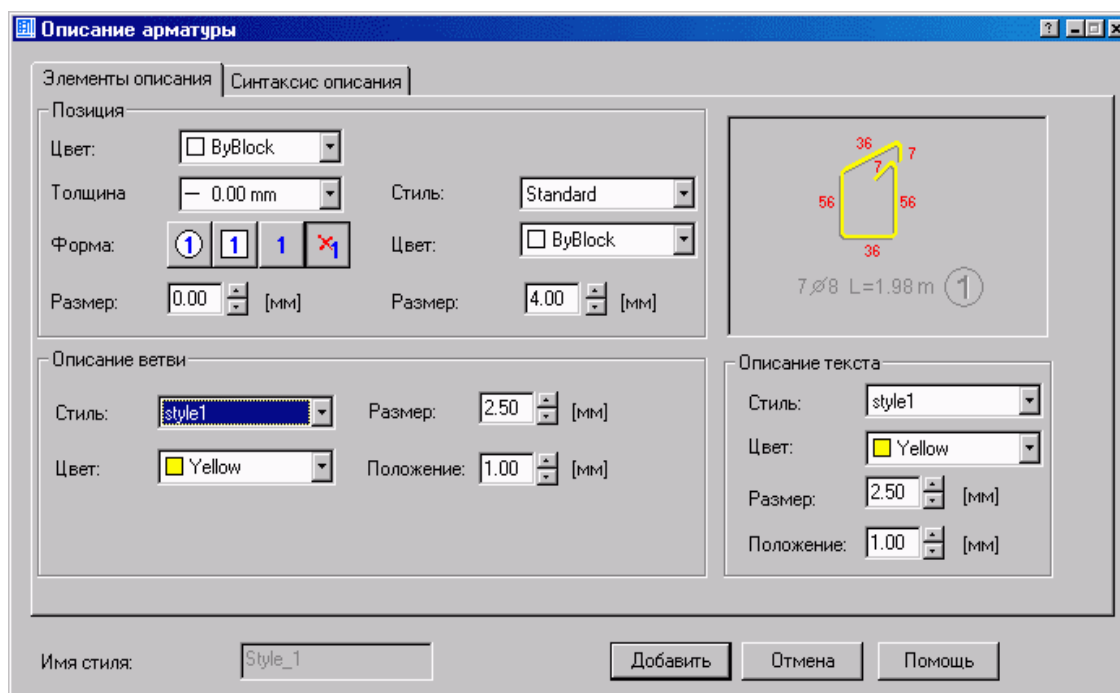 Описание арматуры
Элементы описания Синтаксис описания
Позиция
Цвет: ByBlock
Толщина 0.00 mm Стиль: Standard
Форма: 1 1 1 1 Цвет: ByBlock
Размер: 0.00 [мм] Размер: 4.00 [мм]
36
7
7
56 56
36
7⌀8 L=1.98 m 1
Описание ветви
Стиль: style1 Размер: 2.50 [мм]
Цвет: Yellow Положение: 1.00 [мм]
Описание текста
Стиль: style1
Цвет: Yellow
Размер: 2.50 [мм]
Положение: 1.00 [мм]
Имя стиля: Style_1 Добавить Отмена Помощь